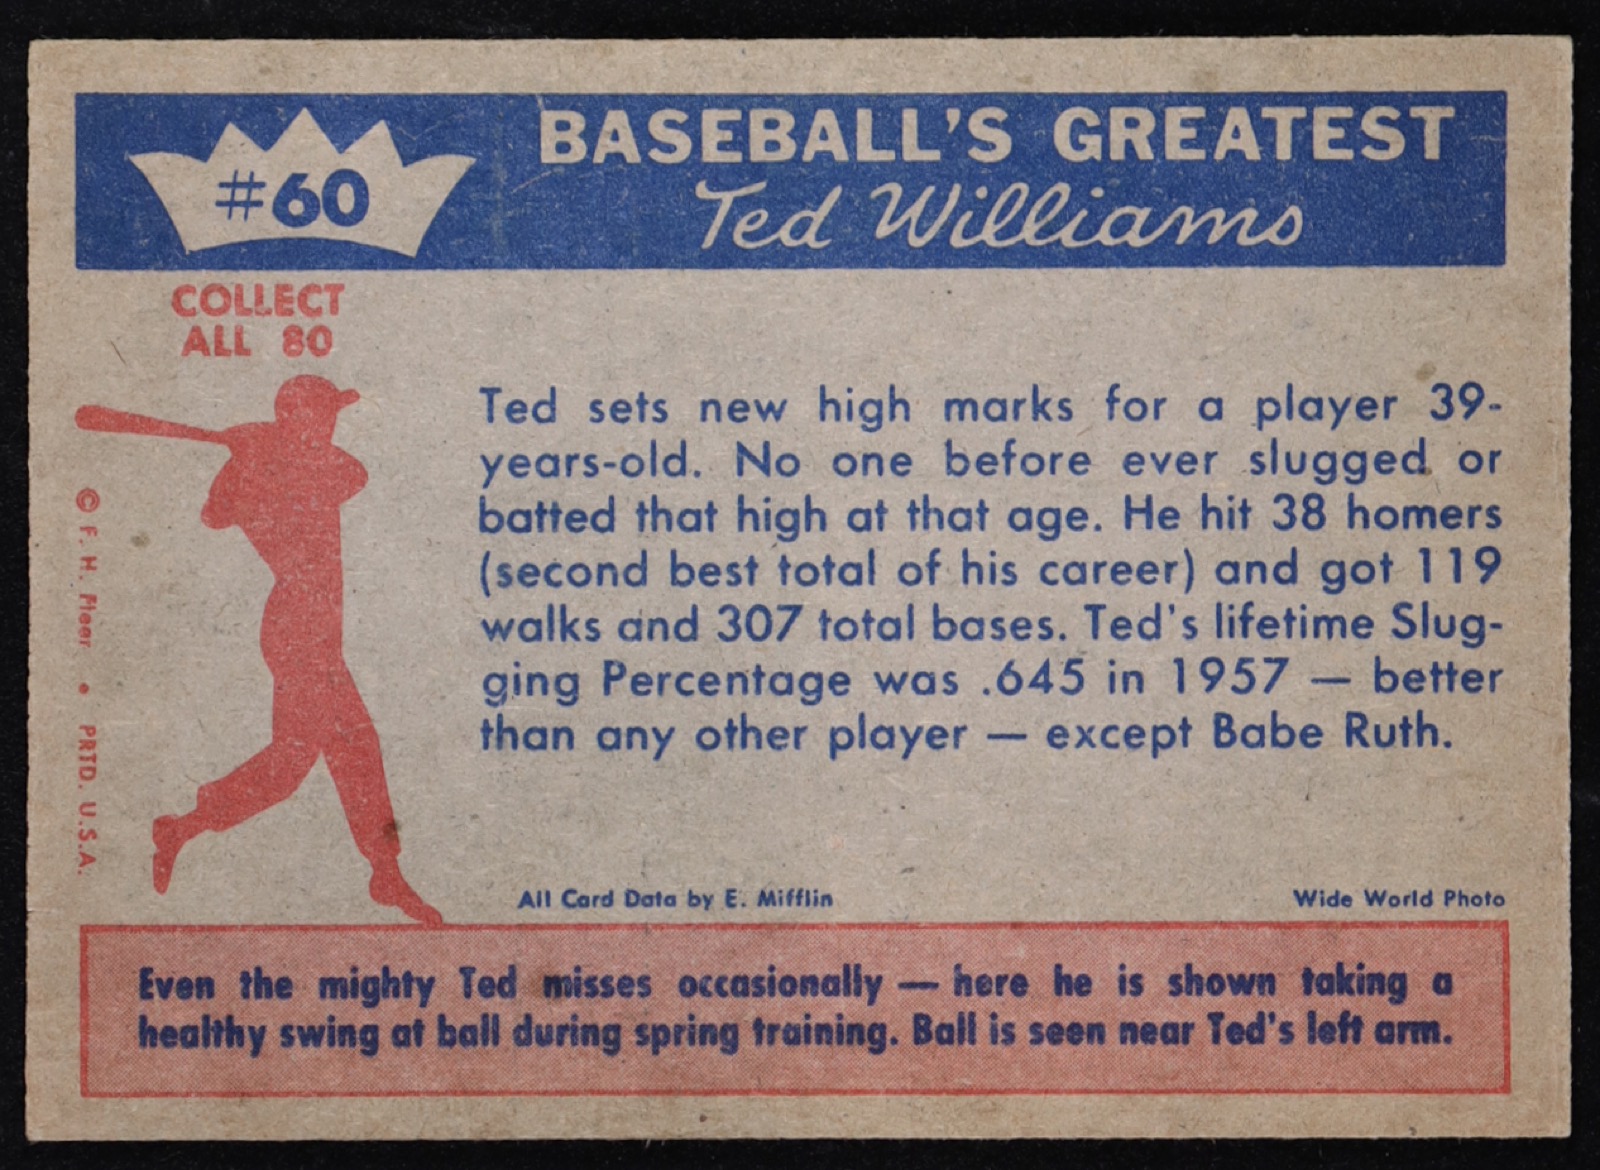 #60
BASEBALL'S GREATEST
Ted Williams
COLLECT
ALL 80
Ted sets new high marks for a player 39-
years-old. No one before ever slugged or
batted that high at that age. He hit 38 homers
(second best total of his career) and got 119
walks and 307 total bases. Ted's lifetime Slug-
ging Percentage was .645 in 1957 — better
than any other player — except Babe Ruth.
© F. H. Fleer • PRTD. U.S.A.
All Card Data by E. Mifflin
Wide World Photo
Even the mighty Ted misses occasionally — here he is shown taking a
healthy swing at ball during spring training. Ball is seen near Ted's left arm.